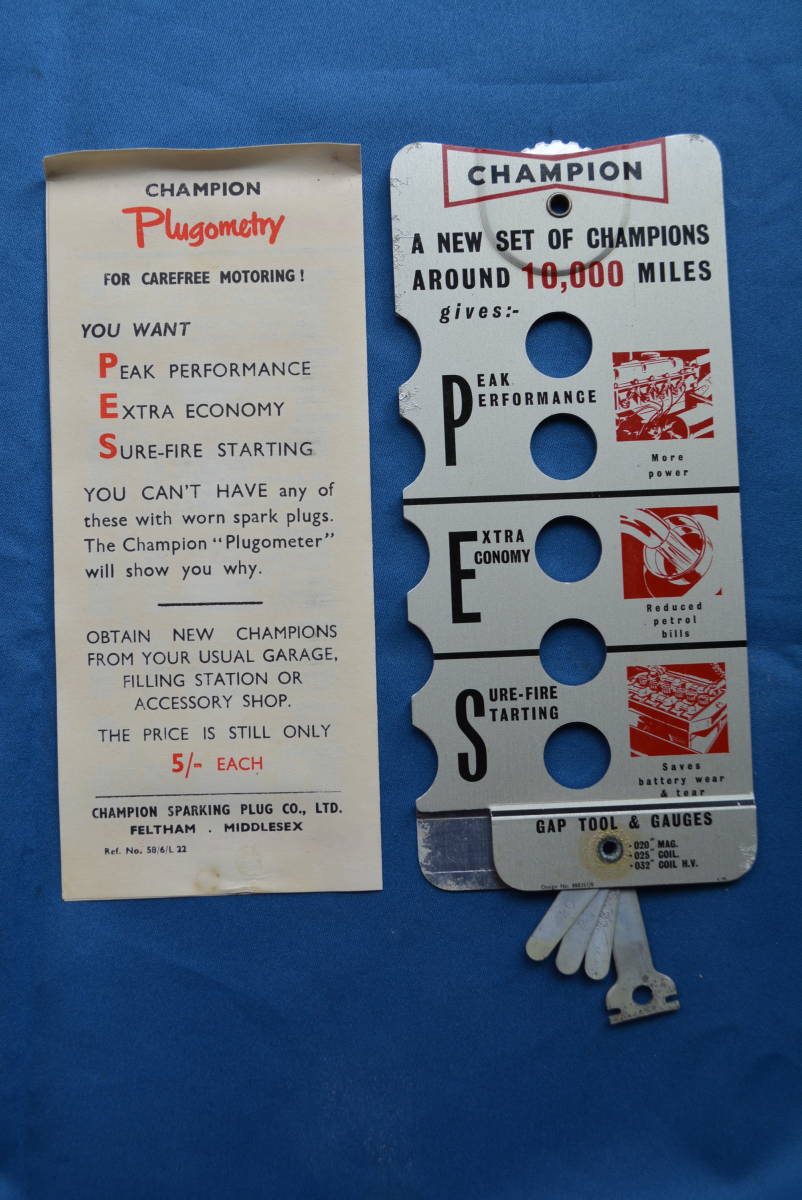 CHAMPION
Plugometry
FOR CAREFREE MOTORING!
YOU WANT
PEAK PERFORMANCE
EXTRA ECONOMY
SURE-FIRE STARTING
YOU CAN'T HAVE any of
these with worn spark plugs.
The Champion "Plugometer"
will show you why.
OBTAIN NEW CHAMPIONS
FROM YOUR USUAL GARAGE,
FILLING STATION OR
ACCESSORY SHOP.
THE PRICE IS STILL ONLY
5/- EACH
CHAMPION SPARKING PLUG CO., LTD.
FELTHAM . MIDDLESEX
Ref. No. 58/6/L 22
CHAMPION
A NEW SET OF CHAMPIONS
AROUND 10,000 MILES
gives:-
PEAK
PERFORMANCE
More
power
EXTRA
ECONOMY
Reduced
petrol
bills
SURE-FIRE
STARTING
Saves
battery wear
& tear
GAP TOOL & GAUGES
·020" MAG.
·025" COIL.
·032" COIL H.V.
Design No.